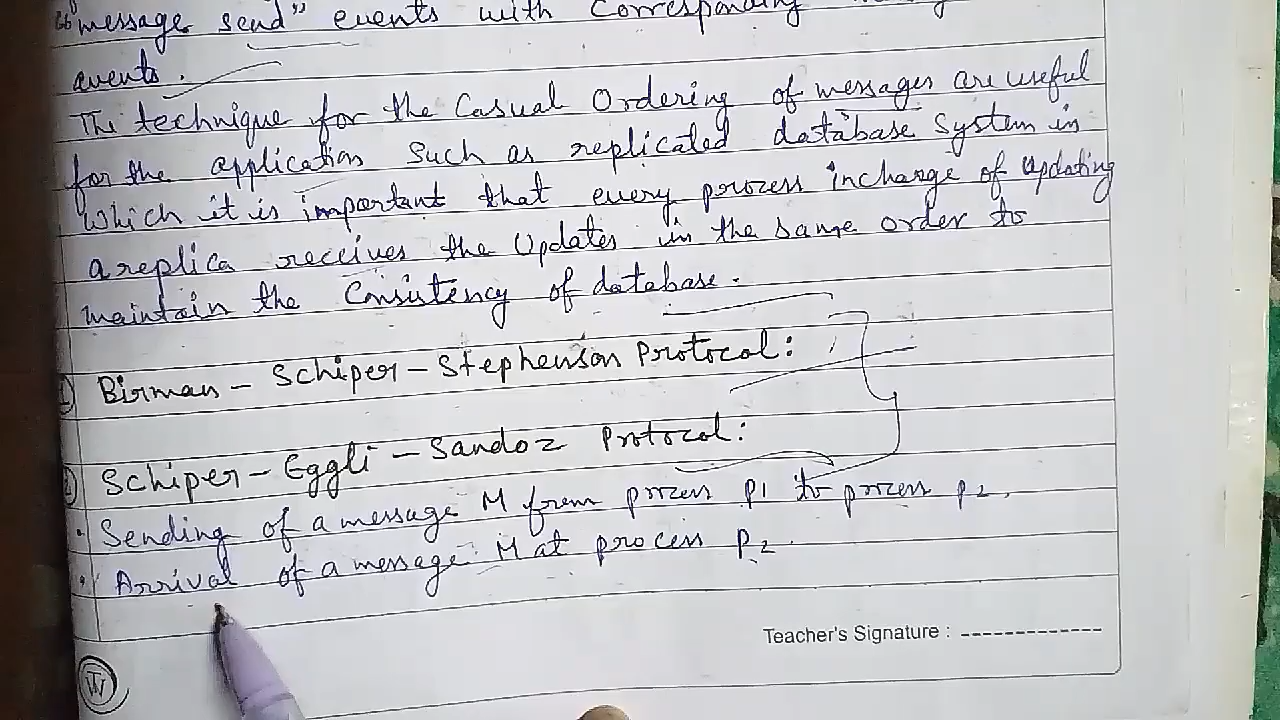 "message send" events with corresponding
events.
The technique for the Casual Ordering of messages are useful
for the application such as replicated database system in
which it is important that every process incharge of updating
a replica receives the updates in the same order to
maintain the Consistency of database.
1) Birman - Schiper - Stephenson Protocol:
2) Schiper - Eggli - Sandoz Protocol:
• Sending of a message M from process P1 to process P2.
• Arrival of a message M at process P2.
Teacher's Signature : -------------